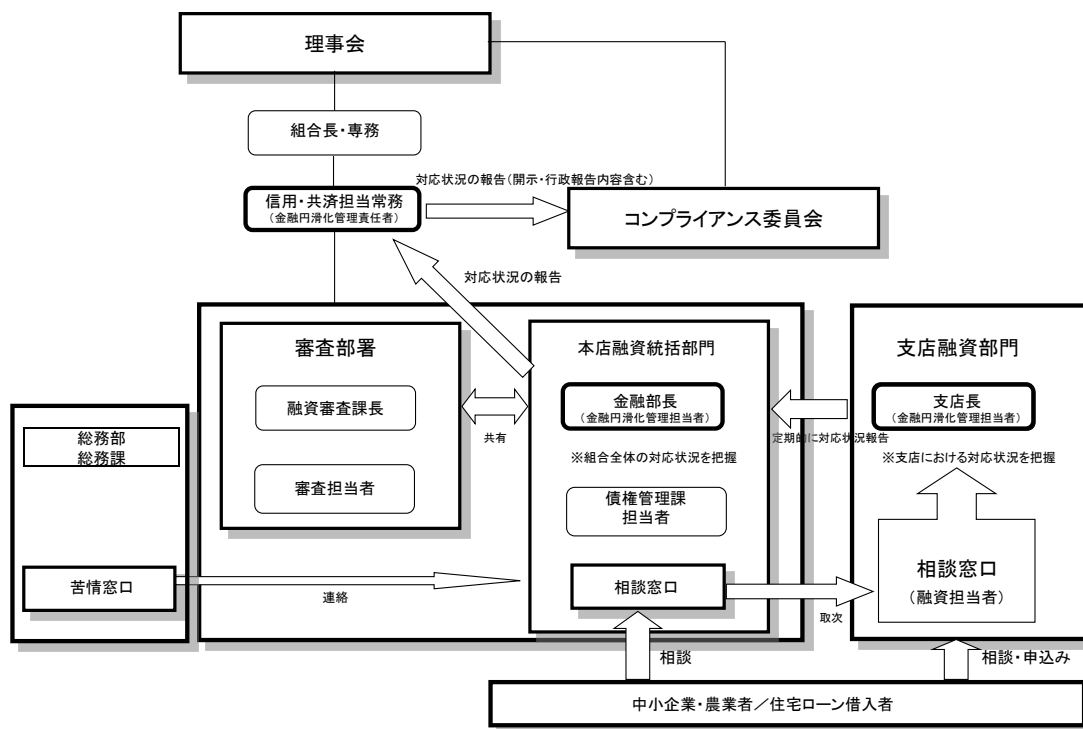 理事会
組合長・専務
対応状況の報告（開示・行政報告内容含む）
信用・共済担当常務
（金融円滑化管理責任者）
コンプライアンス委員会
対応状況の報告
審査部署
融資審査課長
審査担当者
共有
本店融資統括部門
金融部長
（金融円滑化管理担当者）
※組合全体の対応状況を把握
債権管理課
担当者
相談窓口
定期的に対応状況報告
支店融資部門
支店長
（金融円滑化管理担当者）
※支店における対応状況を把握
相談窓口
（融資担当者）
総務部
総務課
苦情窓口
連絡
取次
相談
相談・申込み
中小企業・農業者／住宅ローン借入者